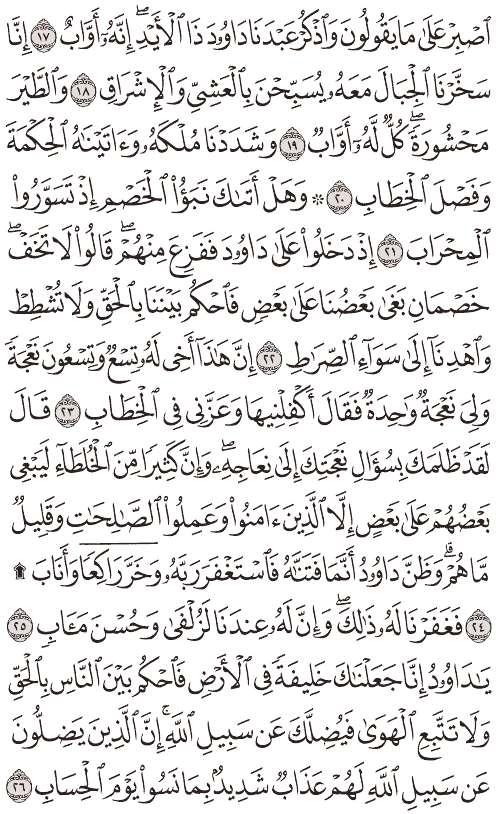 ٱصْبِرْ عَلَىٰ مَا يَقُولُونَ وَٱذْكُرْ عَبْدَنَا دَاوُۥدَ ذَا ٱلْأَيْدِ ۖ إِنَّهُۥٓ أَوَّابٌ ١٧ إِنَّا
سَخَّرْنَا ٱلْجِبَالَ مَعَهُۥ يُسَبِّحْنَ بِٱلْعَشِىِّ وَٱلْإِشْرَاقِ ١٨ وَٱلطَّيْرَ
مَحْشُورَةً ۖ كُلٌّ لَّهُۥٓ أَوَّابٌ ١٩ وَشَدَدْنَا مُلْكَهُۥ وَءَاتَيْنَـٰهُ ٱلْحِكْمَةَ
وَفَصْلَ ٱلْخِطَابِ ٢٠ ۞ وَهَلْ أَتَىٰكَ نَبَؤُا۟ ٱلْخَصْمِ إِذْ تَسَوَّرُوا۟
ٱلْمِحْرَابَ ٢١ إِذْ دَخَلُوا۟ عَلَىٰ دَاوُۥدَ فَفَزِعَ مِنْهُمْ ۖ قَالُوا۟ لَا تَخَفْ ۖ
خَصْمَانِ بَغَىٰ بَعْضُنَا عَلَىٰ بَعْضٍ فَٱحْكُم بَيْنَنَا بِٱلْحَقِّ وَلَا تُشْطِطْ
وَٱهْدِنَآ إِلَىٰ سَوَآءِ ٱلصِّرَٰطِ ٢٢ إِنَّ هَـٰذَآ أَخِى لَهُۥ تِسْعٌ وَتِسْعُونَ نَعْجَةً
وَلِىَ نَعْجَةٌ وَٰحِدَةٌ فَقَالَ أَكْفِلْنِيهَا وَعَزَّنِى فِى ٱلْخِطَابِ ٢٣ قَالَ
لَقَدْ ظَلَمَكَ بِسُؤَالِ نَعْجَتِكَ إِلَىٰ نِعَاجِهِۦ ۖ وَإِنَّ كَثِيرًا مِّنَ ٱلْخُلَطَآءِ لَيَبْغِى
بَعْضُهُمْ عَلَىٰ بَعْضٍ إِلَّا ٱلَّذِينَ ءَامَنُوا۟ وَعَمِلُوا۟ ٱلصَّـٰلِحَـٰتِ وَقَلِيلٌ
مَّا هُمْ ۗ وَظَنَّ دَاوُۥدُ أَنَّمَا فَتَنَّـٰهُ فَٱسْتَغْفَرَ رَبَّهُۥ وَخَرَّ رَاكِعًا وَأَنَابَ ۩
٢٤ فَغَفَرْنَا لَهُۥ ذَٰلِكَ ۖ وَإِنَّ لَهُۥ عِندَنَا لَزُلْفَىٰ وَحُسْنَ مَـَٔابٍ ٢٥
يَـٰدَاوُۥدُ إِنَّا جَعَلْنَـٰكَ خَلِيفَةً فِى ٱلْأَرْضِ فَٱحْكُم بَيْنَ ٱلنَّاسِ بِٱلْحَقِّ
وَلَا تَتَّبِعِ ٱلْهَوَىٰ فَيُضِلَّكَ عَن سَبِيلِ ٱللَّهِ ۚ إِنَّ ٱلَّذِينَ يَضِلُّونَ
عَن سَبِيلِ ٱللَّهِ لَهُمْ عَذَابٌ شَدِيدٌۢ بِمَا نَسُوا۟ يَوْمَ ٱلْحِسَابِ ٢٦